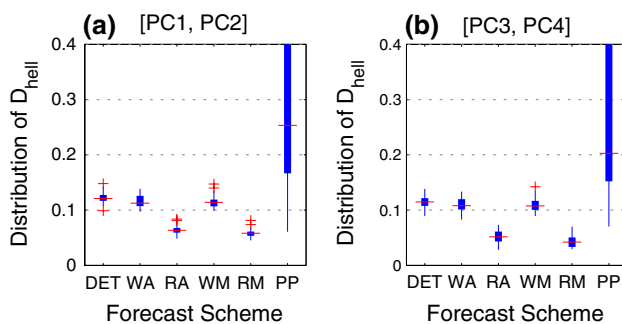 (a) [PC1, PC2]
Distribution of D_hell
0.4
0.3
0.2
0.1
0
DET WA RA WM RM PP
Forecast Scheme
(b) [PC3, PC4]
Distribution of D_hell
0.4
0.3
0.2
0.1
0
DET WA RA WM RM PP
Forecast Scheme